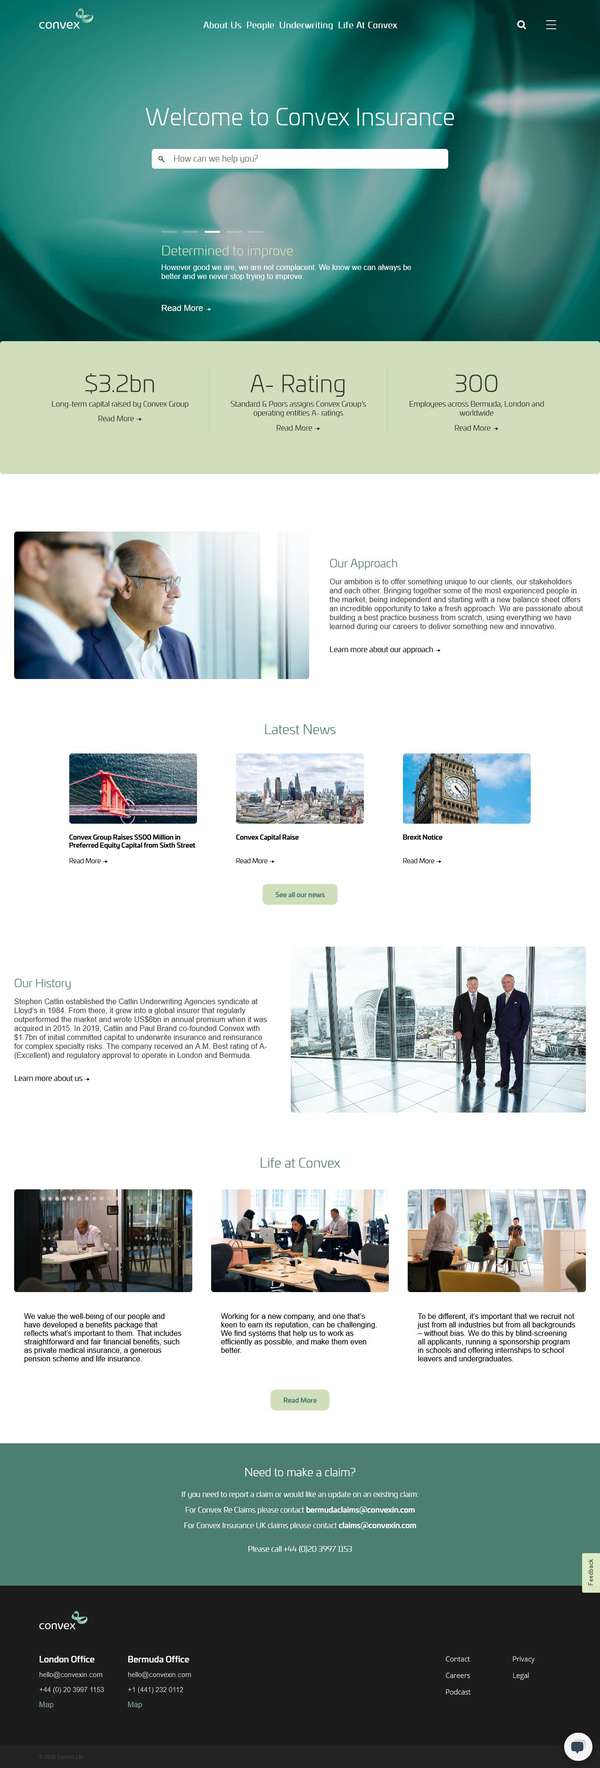 convex
About Us People Underwriting Life At Convex
Welcome to Convex Insurance
How can we help you?
Determined to improve
However good we are, we are not complacent. We know we can always be
better and we never stop trying to improve.
Read More →
$3.2bn
Long-term capital raised by Convex Group
Read More →
A- Rating
Standard & Poors assigns Convex Group's
operating entities A- ratings
Read More →
300
Employees across Bermuda, London and
worldwide
Read More →
Our Approach
Our ambition is to offer something unique to our clients, our stakeholders
and each other. Bringing together some of the most experienced people in
the market, being independent and starting with a new balance sheet offers
an incredible opportunity to take a fresh approach. We are passionate about
building a best practice business from scratch, using everything we have
learned during our careers to deliver something new and innovative.
Learn more about our approach →
Latest News
Convex Group Raises $500 Million in
Preferred Equity Capital from Sixth Street
Read More →
Convex Capital Raise
Read More →
Brexit Notice
Read More →
See all our news
Our History
Stephen Catlin established the Catlin Underwriting Agencies syndicate at
Lloyd's in 1984. From there, it grew into a global insurer that regularly
outperformed the market and wrote US$6bn in annual premium when it was
acquired in 2015. In 2019, Catlin and Paul Brand co-founded Convex with
$1.7bn of initial committed capital to underwrite insurance and reinsurance
for complex specialty risks. The company received an A.M. Best rating of A-
(Excellent) and regulatory approval to operate in London and Bermuda.
Learn more about us →
Life at Convex
We value the well-being of our people and
have developed a benefits package that
reflects what's important to them. That includes
straightforward and fair financial benefits, such
as private medical insurance, a generous
pension scheme and life insurance.
Working for a new company, and one that's
keen to earn its reputation, can be challenging.
We find systems that help us to work as
efficiently as possible, and make them even
better.
To be different, it's important that we recruit not
just from all industries but from all backgrounds
– without bias. We do this by blind-screening
all applicants, running a sponsorship program
in schools and offering internships to school
leavers and undergraduates.
Read More
Need to make a claim?
If you need to report a claim or would like an update on an existing claim:
For Convex Re Claims please contact bermudaclaims@convexin.com
For Convex Insurance UK claims please contact claims@convexin.com
Please call +44 (0)20 3997 1153
Feedback
convex
London Office
hello@convexin.com
+44 (0) 20 3997 1153
Map
Bermuda Office
hello@convexin.com
+1 (441) 232 0112
Map
Contact
Careers
Podcast
Privacy
Legal